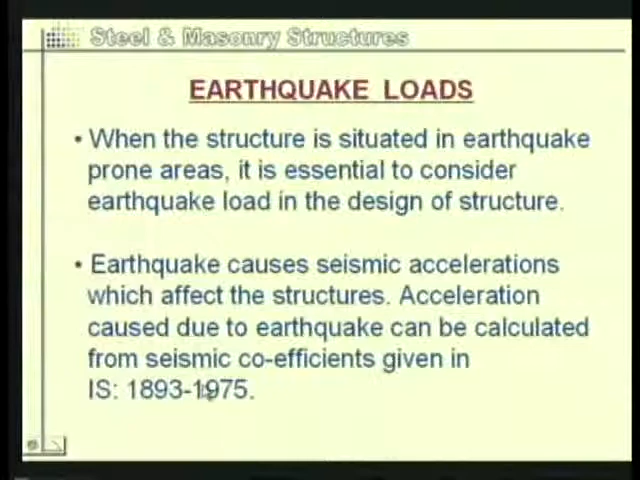 Steel & Masonry Structures
EARTHQUAKE LOADS
• When the structure is situated in earthquake
prone areas, it is essential to consider
earthquake load in the design of structure.
• Earthquake causes seismic accelerations
which affect the structures. Acceleration
caused due to earthquake can be calculated
from seismic co-efficients given in
IS: 1893-1975.